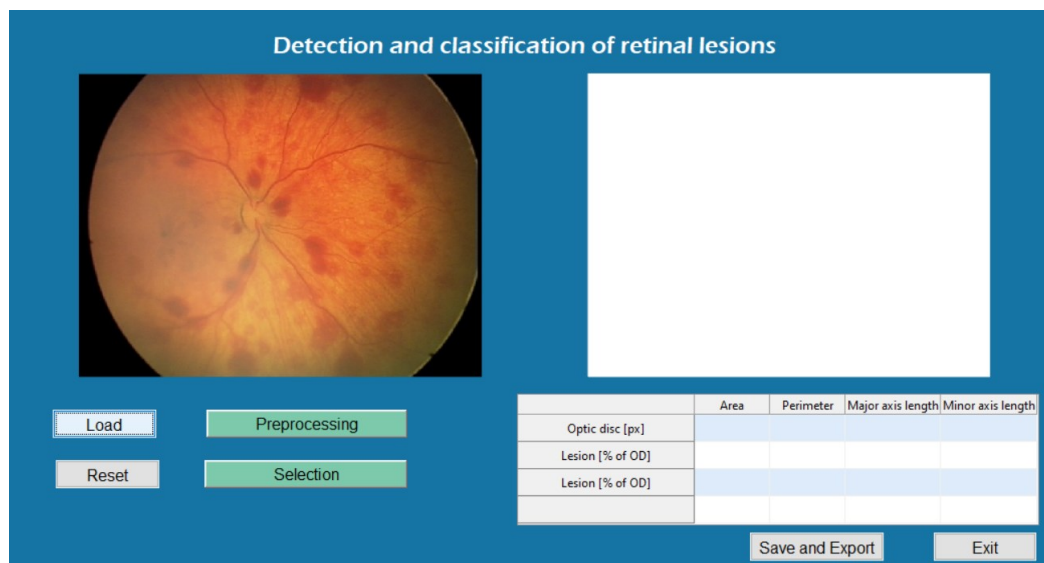 Detection and classification of retinal lesions
Load
Preprocessing
Reset
Selection
Area Perimeter Major axis length Minor axis length
Optic disc [px]
Lesion [% of OD]
Lesion [% of OD]
Save and Export
Exit